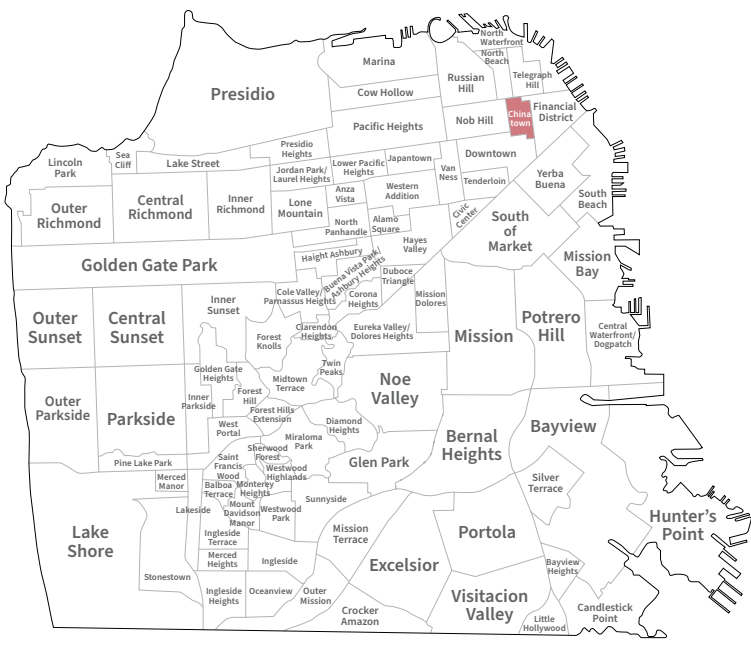 North
Waterfront
North
Beach
Marina
Telegraph
Hill
Russian
Hill
Presidio
Cow Hollow
Financial
District
China
town
Nob Hill
Pacific Heights
Presidio
Heights
Downtown
Sea
Cliff
Lake Street
Lincoln
Park
Lower Pacific
Heights
Japantown
Jordan Park/
Laurel Heights
Van
Ness
Tenderloin
Yerba
Buena
Anza
Vista
Western
Addition
South
Beach
Outer
Richmond
Central
Richmond
Inner
Richmond
Lone
Mountain
Civic
Center
North
Panhandle
Alamo
Square
South
of
Market
Hayes
Valley
Golden Gate Park
Haight Ashbury
Buena Vista Park/
Ashbury Heights
Mission
Bay
Duboce
Triangle
Cole Valley/
Parnassus Heights
Corona
Heights
Mission
Dolores
Inner
Sunset
Outer
Sunset
Central
Sunset
Clarendon
Heights
Eureka Valley/
Dolores Heights
Mission
Potrero
Hill
Central
Waterfront/
Dogpatch
Forest
Knolls
Golden Gate
Heights
Twin
Peaks
Midtown
Terrace
Noe
Valley
Outer
Parkside
Parkside
Inner
Parkside
Forest
Hill
Forest Hills
Extension
West
Portal
Diamond
Heights
Miraloma
Park
Bernal
Heights
Bayview
Sherwood
Forest
Pine Lake Park
Saint
Francis
Wood
Westwood
Highlands
Glen Park
Merced
Manor
Balboa
Terrace
Monterey
Heights
Silver
Terrace
Sunnyside
Lakeside
Mount
Davidson
Manor
Westwood
Park
Hunter's
Point
Lake
Shore
Ingleside
Terrace
Mission
Terrace
Portola
Merced
Heights
Ingleside
Excelsior
Bayview
Heights
Stonestown
Ingleside
Heights
Oceanview
Outer
Mission
Visitacion
Valley
Crocker
Amazon
Little
Hollywood
Candlestick
Point